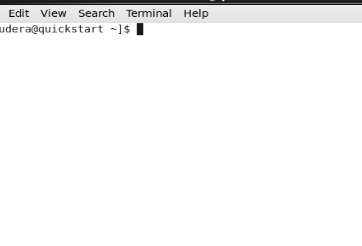 Edit View Search Terminal Help
udera@quickstart ~]$